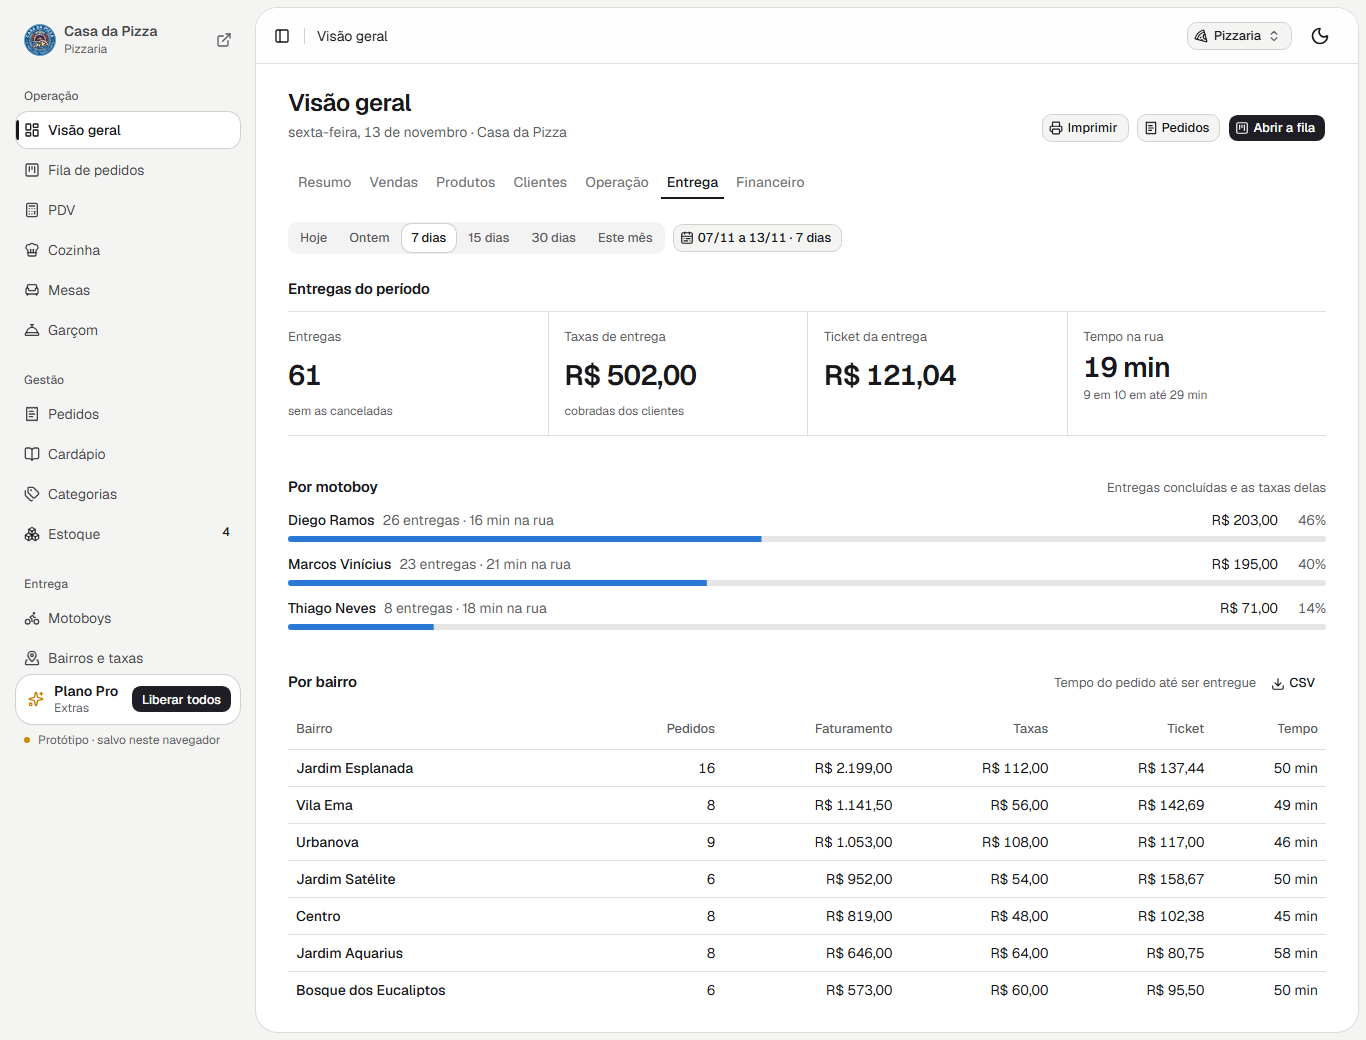 Casa da Pizza
Pizzaria
Operação
Visão geral
Fila de pedidos
PDV
Cozinha
Mesas
Garçom
Gestão
Pedidos
Cardápio
Categorias
Estoque 4
Entrega
Motoboys
Bairros e taxas
Plano Pro
Extras
Liberar todos
Protótipo · salvo neste navegador
Visão geral
Pizzaria
Visão geral
sexta-feira, 13 de novembro · Casa da Pizza
Imprimir Pedidos Abrir a fila
Resumo Vendas Produtos Clientes Operação Entrega Financeiro
Hoje Ontem 7 dias 15 dias 30 dias Este mês 07/11 a 13/11 · 7 dias
Entregas do período
Entregas
61
sem as canceladas
Taxas de entrega
R$ 502,00
cobradas dos clientes
Ticket da entrega
R$ 121,04
Tempo na rua
19 min
9 em 10 em até 29 min
Por motoboy Entregas concluídas e as taxas delas
Diego Ramos 26 entregas · 16 min na rua R$ 203,00 46%
Marcos Vinícius 23 entregas · 21 min na rua R$ 195,00 40%
Thiago Neves 8 entregas · 18 min na rua R$ 71,00 14%
Por bairro Tempo do pedido até ser entregue CSV
Bairro Pedidos Faturamento Taxas Ticket Tempo
Jardim Esplanada 16 R$ 2.199,00 R$ 112,00 R$ 137,44 50 min
Vila Ema 8 R$ 1.141,50 R$ 56,00 R$ 142,69 49 min
Urbanova 9 R$ 1.053,00 R$ 108,00 R$ 117,00 46 min
Jardim Satélite 6 R$ 952,00 R$ 54,00 R$ 158,67 50 min
Centro 8 R$ 819,00 R$ 48,00 R$ 102,38 45 min
Jardim Aquarius 8 R$ 646,00 R$ 64,00 R$ 80,75 58 min
Bosque dos Eucaliptos 6 R$ 573,00 R$ 60,00 R$ 95,50 50 min